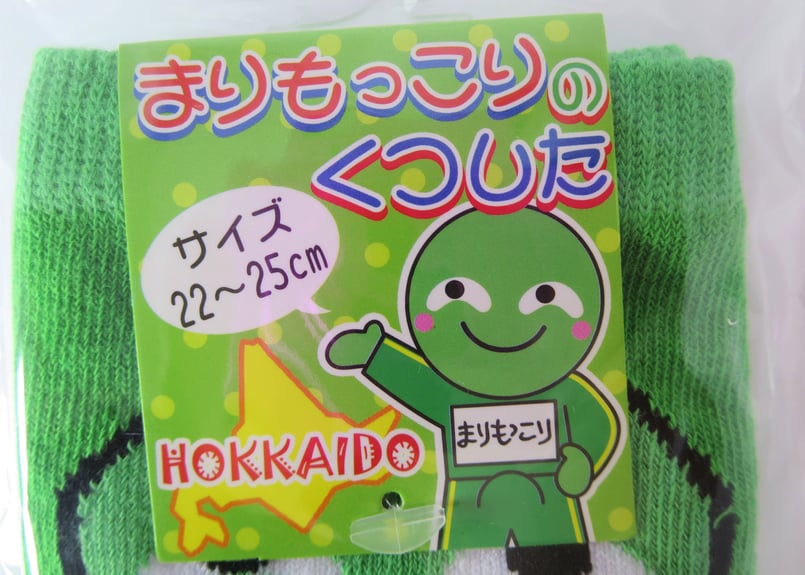 まりもっこりの
くつした
サイズ
22〜25cm
HOKKAIDO
まりもっこり